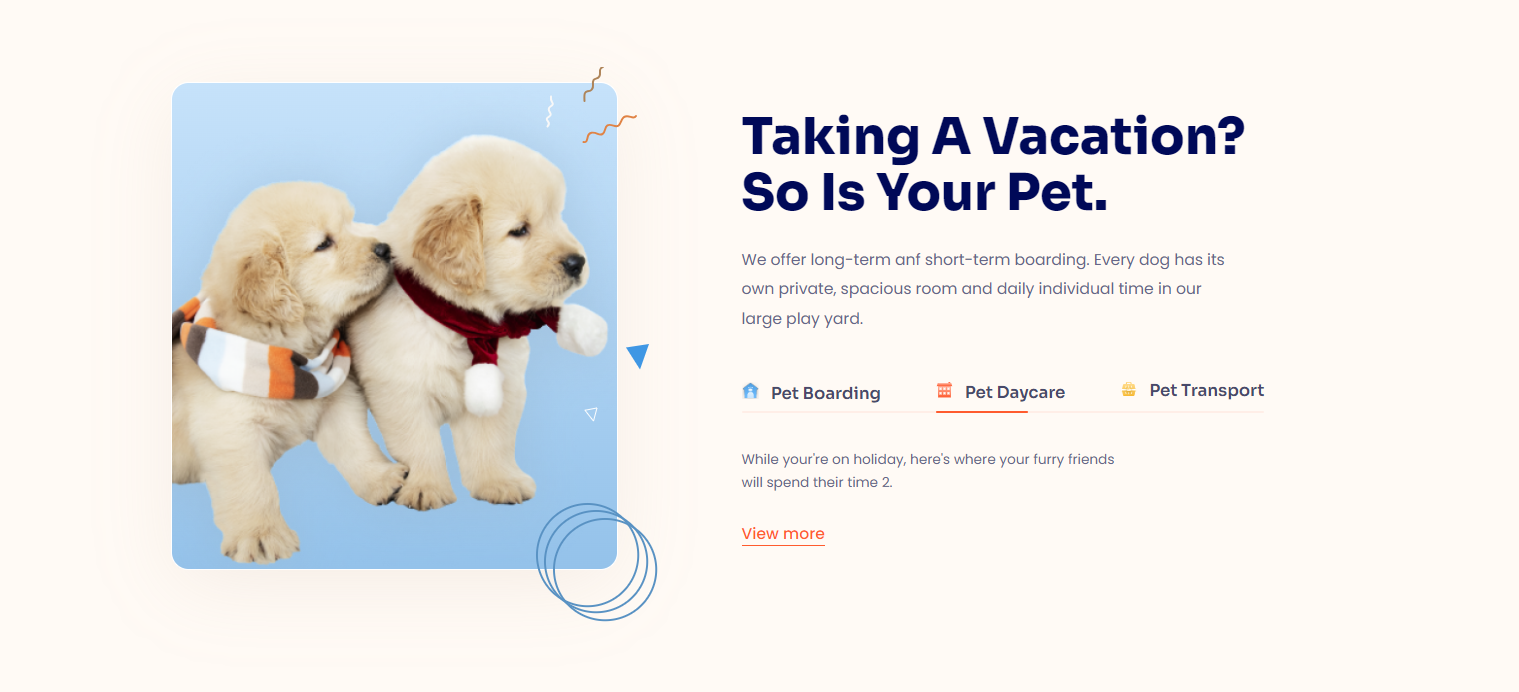 Taking A Vacation?
So Is Your Pet.
We offer long-term anf short-term boarding. Every dog has its
own private, spacious room and daily individual time in our
large play yard.
Pet Boarding Pet Daycare Pet Transport
While your're on holiday, here's where your furry friends
will spend their time 2.
View more